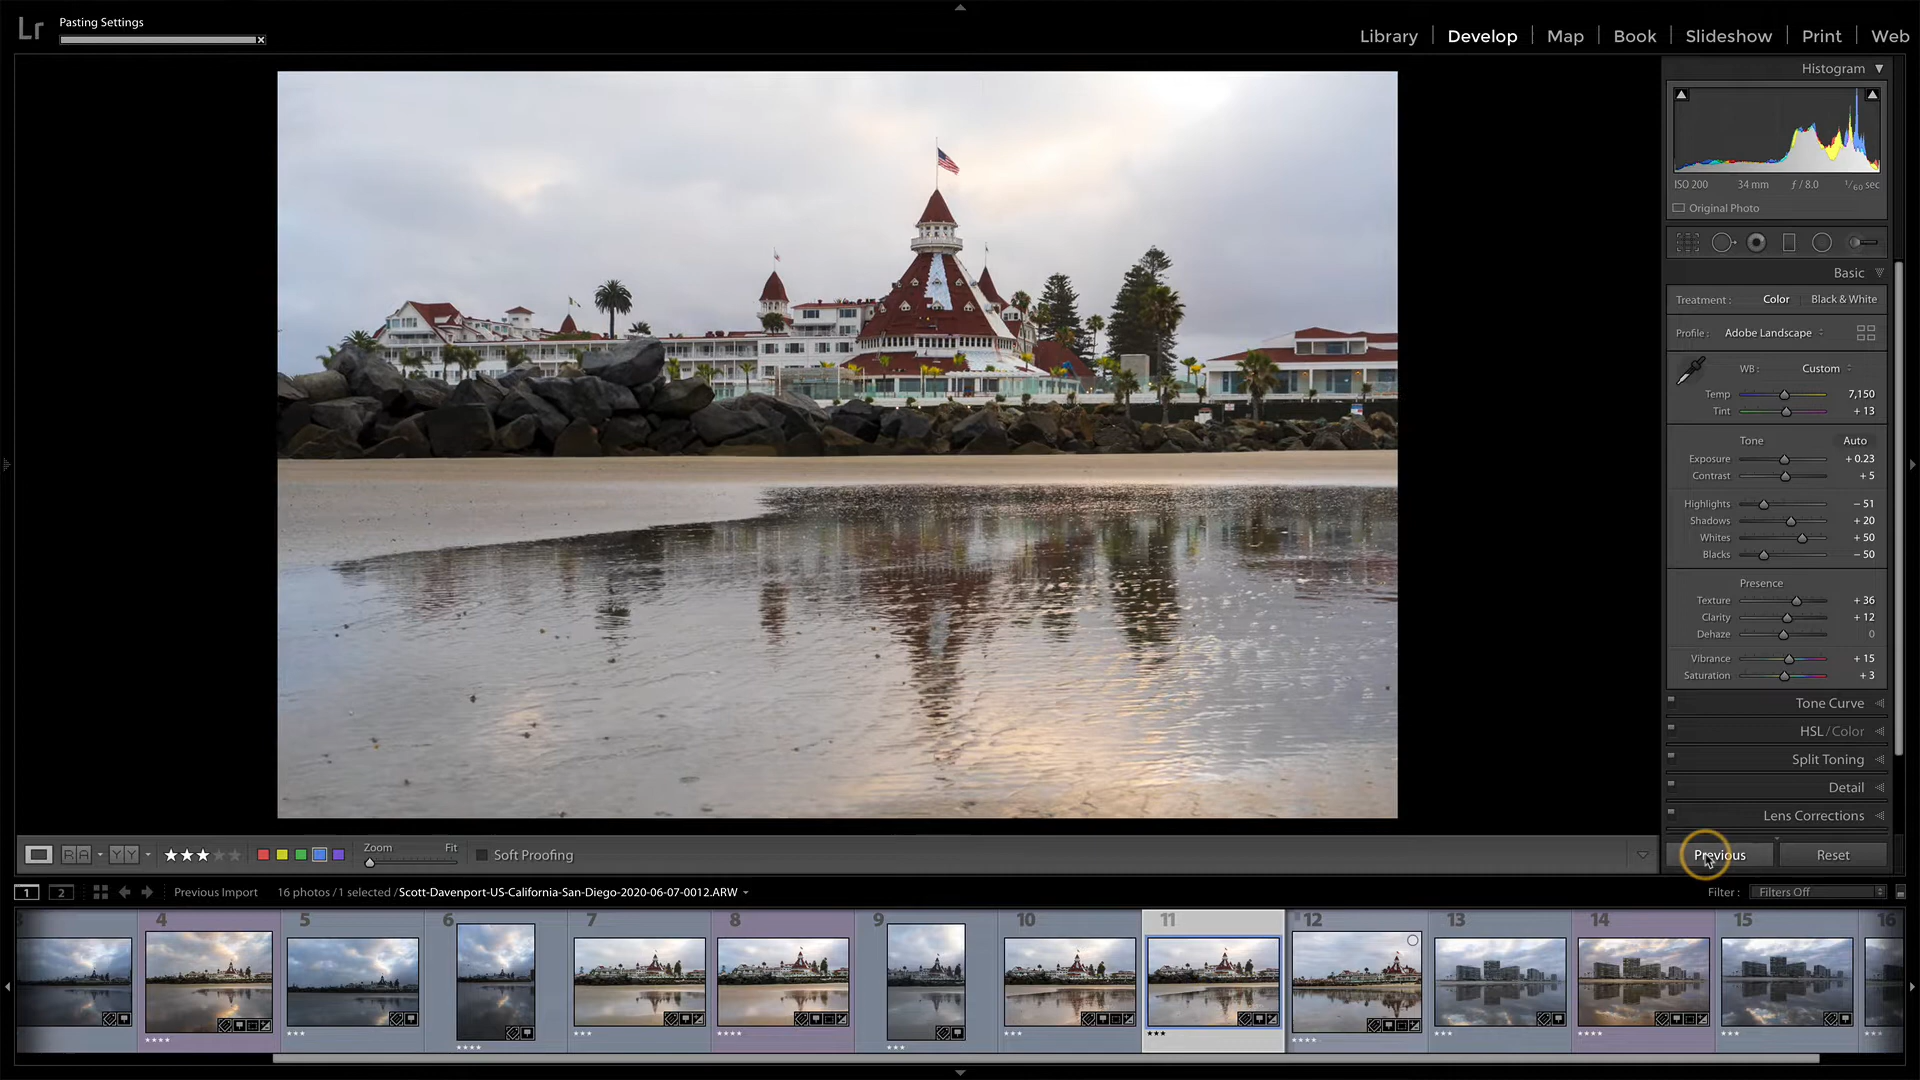 Lr
Pasting Settings
Library | Develop | Map | Book | Slideshow | Print | Web
Histogram
ISO 200 34 mm ƒ / 8.0 1/60 sec
Original Photo
Basic
Treatment : Color Black & White
Profile : Adobe Landscape
WB : Custom
Temp 7,150
Tint + 13
Tone Auto
Exposure + 0.23
Contrast + 5
Highlights − 51
Shadows + 20
Whites + 50
Blacks − 50
Presence
Texture + 36
Clarity + 12
Dehaze 0
Vibrance + 15
Saturation + 3
Tone Curve
HSL / Color
Split Toning
Detail
Lens Corrections
Previous Reset
RA YY Zoom Fit Soft Proofing
1 2 Previous Import 16 photos / 1 selected / Scott-Davenport-US-California-San-Diego-2020-06-07-0012.ARW
Filter : Filters Off
4 5 6 7 8 9 10 11 12 13 14 15 16